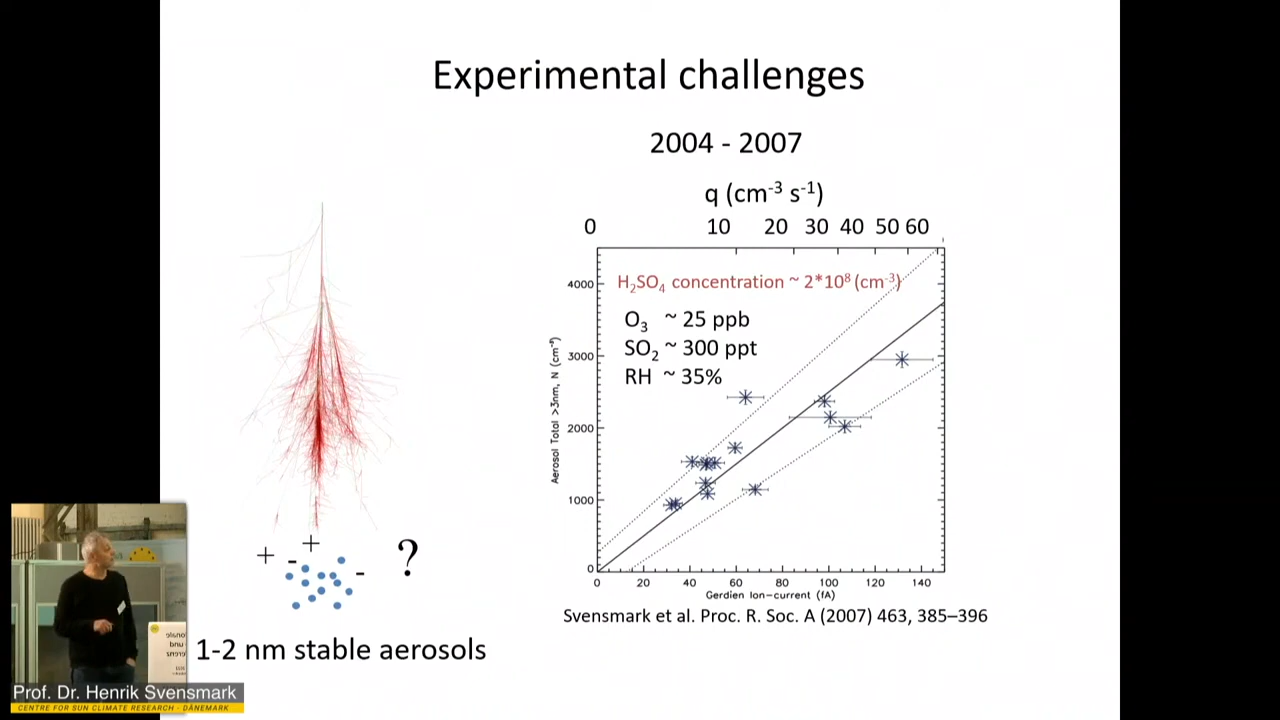 Experimental challenges
2004 - 2007
q (cm-3 s-1)
0 10 20 30 40 50 60
H2SO4 concentration ~ 2*108 (cm-3)
O3 ~ 25 ppb
SO2 ~ 300 ppt
RH ~ 35%
Aerosol Total >3nm, N (cm-3)
4000
3000
2000
1000
0
0 20 40 60 80 100 120 140
Gerdien Ion-current (fA)
Svensmark et al. Proc. R. Soc. A (2007) 463, 385–396
+ - + - ?
1-2 nm stable aerosols
Prof. Dr. Henrik Svensmark
CENTRE FOR SUN CLIMATE RESEARCH - DÄNEMARK